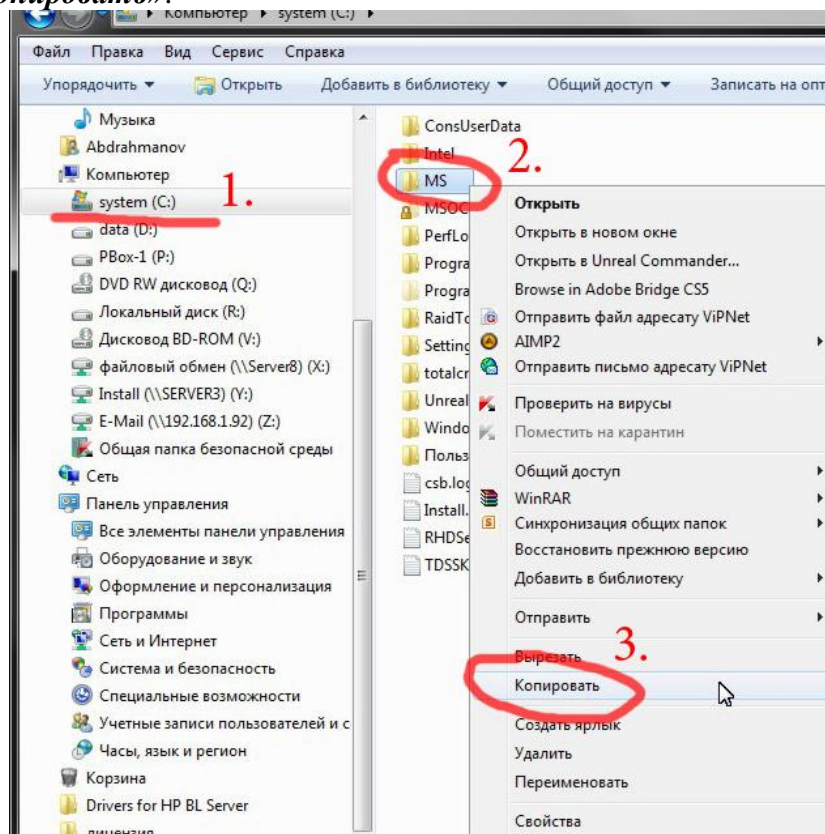 Компьютер ▸ system (C:) ▸
Файл Правка Вид Сервис Справка
Упорядочить Открыть Добавить в библиотеку Общий доступ Записать на опт
Музыка
Abdrahmanov
Компьютер
system (C:)
1.
data (D:)
PBox-1 (P:)
DVD RW дисковод (Q:)
Локальный диск (R:)
Дисковод BD-ROM (V:)
файловый обмен (\\Server8) (X:)
Install (\\SERVER3) (Y:)
E-Mail (\\192.168.1.92) (Z:)
Общая папка безопасной среды
Сеть
Панель управления
Все элементы панели управления
Оборудование и звук
Оформление и персонализация
Программы
Сеть и Интернет
Система и безопасность
Специальные возможности
Учетные записи пользователей и с
Часы, язык и регион
Корзина
Drivers for HP BL Server
лицензия
ConsUserData
Intel
2.
MS
MSOC
PerfLo
Progra
Progra
RaidTo
Setting
totalcr
Unreal
Windo
Польз
csb.log
Install.
RHDSe
TDSSK
Открыть
Открыть в новом окне
Открыть в Unreal Commander...
Browse in Adobe Bridge CS5
Отправить файл адресату ViPNet
AIMP2
Отправить письмо адресату ViPNet
Проверить на вирусы
Поместить на карантин
Общий доступ
WinRAR
Синхронизация общих папок
Восстановить прежнюю версию
Добавить в библиотеку
Отправить
3.
Вырезать
Копировать
Создать ярлык
Удалить
Переименовать
Свойства